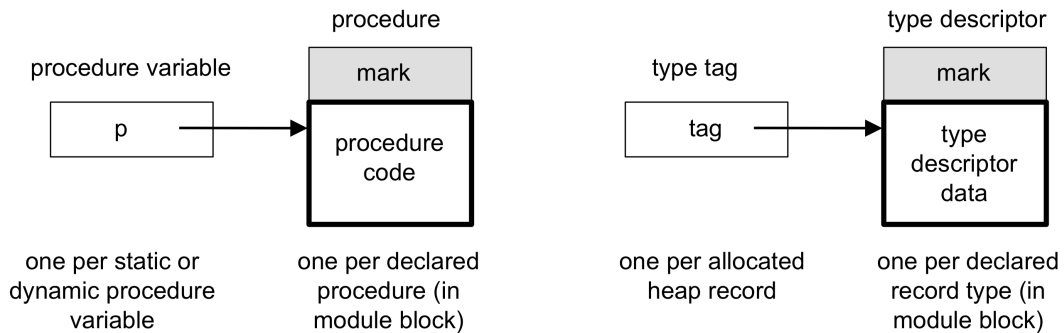 procedure
procedure variable
mark
p
procedure
code
one per static or
dynamic procedure
variable
one per declared
procedure (in
module block)
type descriptor
type tag
mark
tag
type
descriptor
data
one per allocated
heap record
one per declared
record type (in
module block)